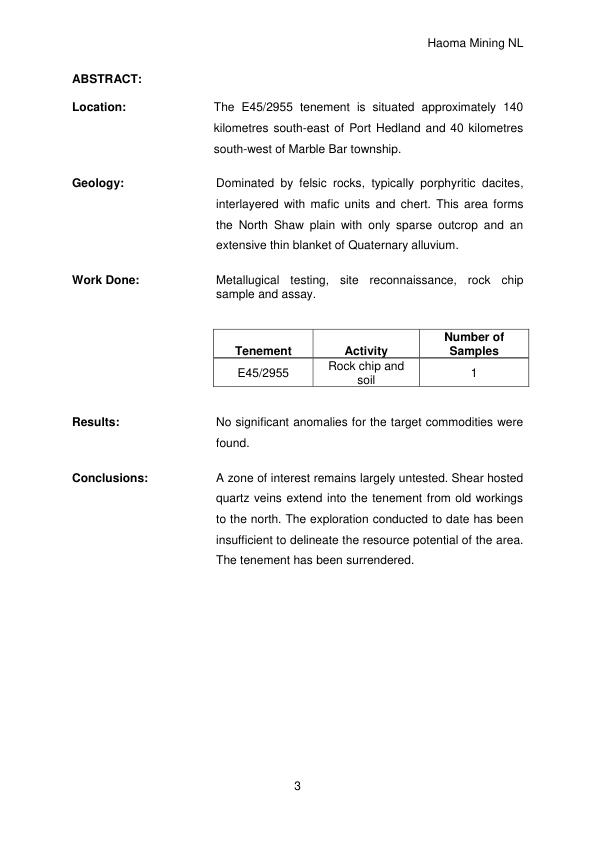 Haoma Mining NL
ABSTRACT:
Location: The E45/2955 tenement is situated approximately 140
kilometres south-east of Port Hedland and 40 kilometres
south-west of Marble Bar township.
Geology: Dominated by felsic rocks, typically porphyritic dacites,
interlayered with mafic units and chert. This area forms
the North Shaw plain with only sparse outcrop and an
extensive thin blanket of Quaternary alluvium.
Work Done: Metallugical testing, site reconnaissance, rock chip
sample and assay.
Tenement Activity Number of
Samples
E45/2955 Rock chip and
soil 1
Results: No significant anomalies for the target commodities were
found.
Conclusions: A zone of interest remains largely untested. Shear hosted
quartz veins extend into the tenement from old workings
to the north. The exploration conducted to date has been
insufficient to delineate the resource potential of the area.
The tenement has been surrendered.
3